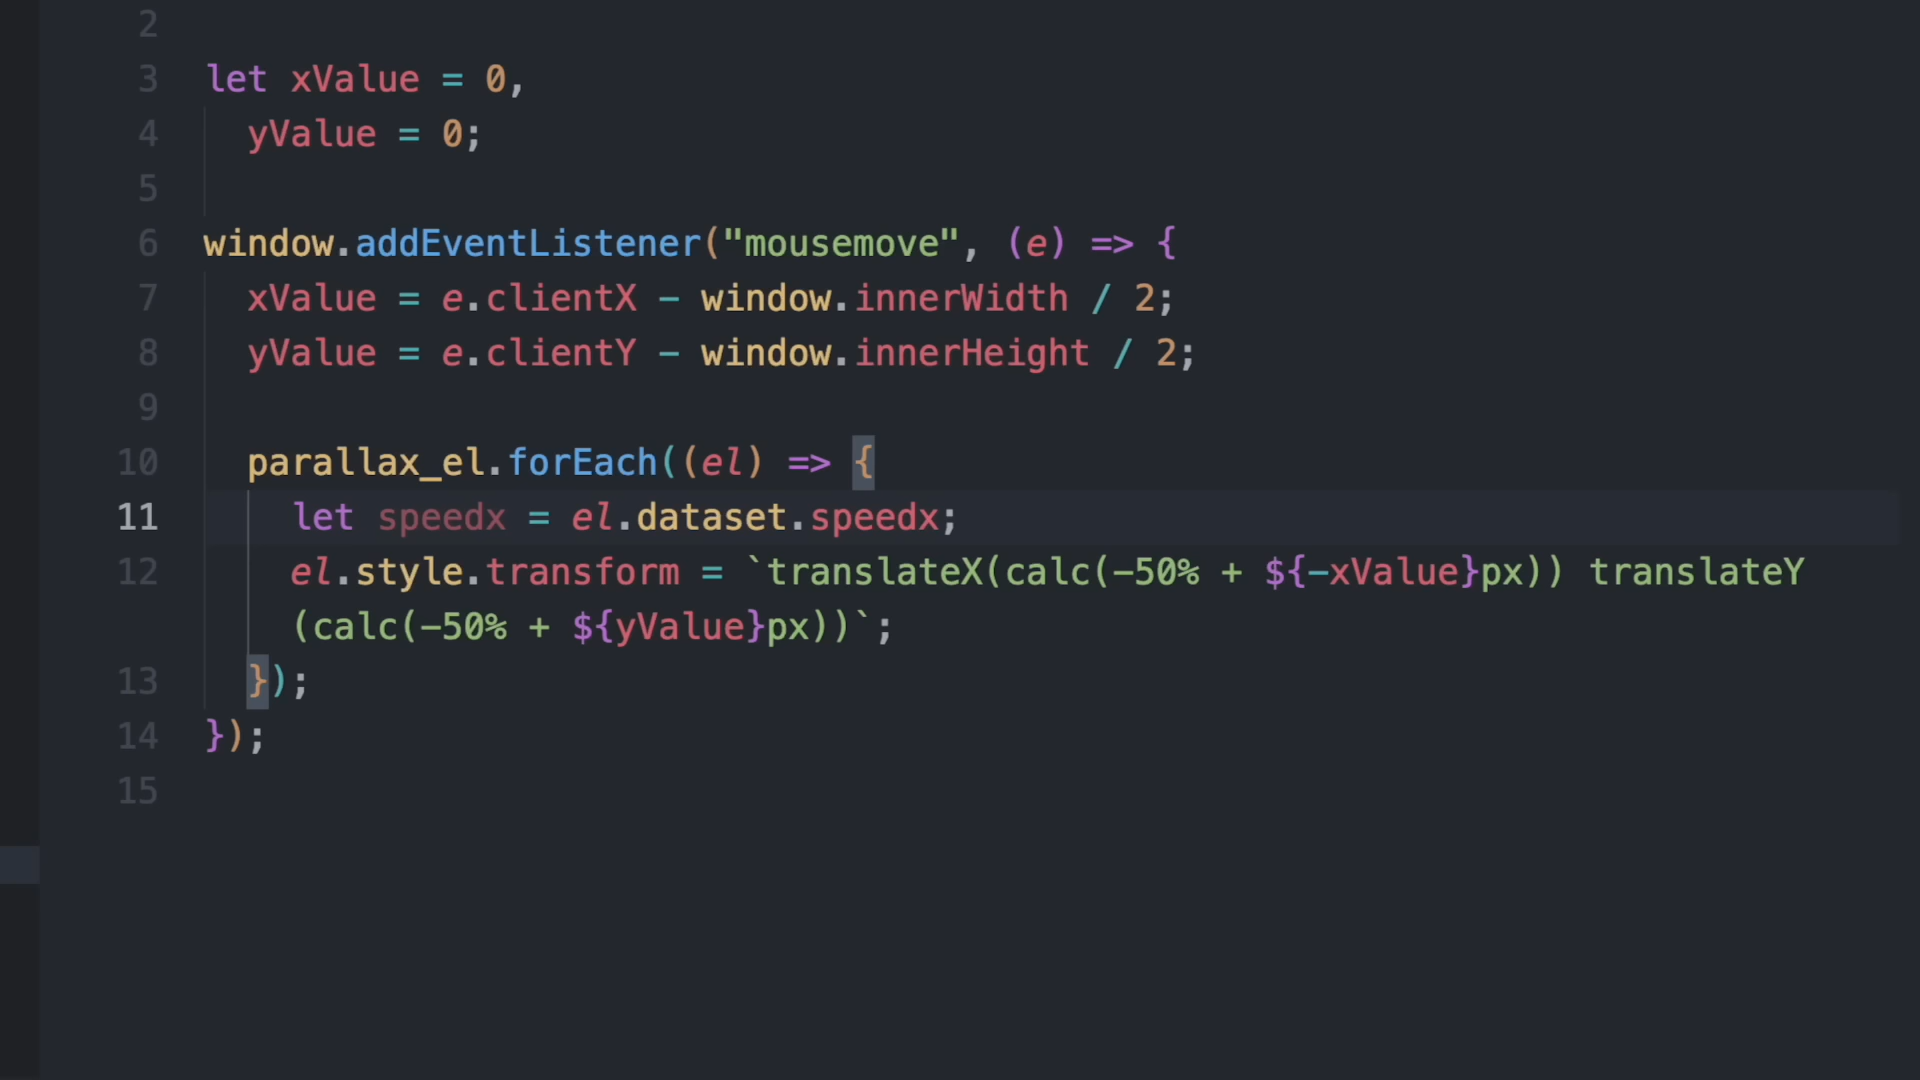 2
3 let xValue = 0,
4 yValue = 0;
5
6 window.addEventListener("mousemove", (e) => {
7 xValue = e.clientX - window.innerWidth / 2;
8 yValue = e.clientY - window.innerHeight / 2;
9
10 parallax_el.forEach((el) => {
11 let speedx = el.dataset.speedx;
12 el.style.transform = `translateX(calc(-50% + ${-xValue}px)) translateY
(calc(-50% + ${yValue}px))`;
13 });
14 });
15